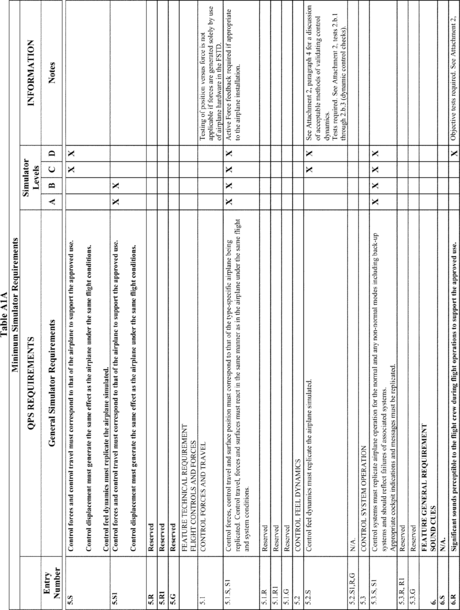 Table A1A
Minimum Simulator Requirements
QPS REQUIREMENTS
Simulator
Levels
INFORMATION
Entry
Number
General Simulator Requirements
A B C D
Notes
5.S
Control forces and control travel must correspond to that of the airplane to support the approved use.
X X
Control displacement must generate the same effect as the airplane under the same flight conditions.
Control feel dynamics must replicate the airplane simulated.
5.S1
Control forces and control travel must correspond to that of the airplane to support the approved use.
X X
Control displacement must generate the same effect as the airplane under the same flight conditions.
5.R
Reserved
5.R1
Reserved
5.G
Reserved
FEATURE TECHNICAL REQUIREMENT
FLIGHT CONTROLS AND FORCES
5.1
CONTROL FORCES AND TRAVEL
Testing of position versus force is not
applicable if forces are generated solely by use
of airplane hardware in the FSTD.
5.1.S, S1
Control forces, control travel and surface position must correspond to that of the type-specific airplane being
replicated. Control travel, forces and surfaces must react in the same manner as in the airplane under the same flight
and system conditions.
X X X X
Active Force feedback required if appropriate
to the airplane installation.
5.1.R
Reserved
5.1.R1
Reserved
5.1.G
Reserved
5.2
CONTROL FEEL DYNAMICS
5.2.S
Control feel dynamics must replicate the airplane simulated.
X X
See Attachment 2, paragraph 4 for a discussion
of acceptable methods of validating control
dynamics.
Tests required. See Attachment 2, tests 2.b.1
through 2.b.3 (dynamic control checks).
5.2.S1,R,G
N/A
5.3
CONTROL SYSTEM OPERATION
5.3.S, S1
Control systems must replicate airplane operation for the normal and any non-normal modes including back-up
systems and should reflect failures of associated systems.
Appropriate cockpit indications and messages must be replicated.
X X X X
5.3.R, R1
Reserved
5.3.G
Reserved
FEATURE GENERAL REQUIREMENT
6.
SOUND CUES
6.S
N/A.
6.R
Significant sounds perceptible to the flight crew during flight operations to support the approved use.
X
Objective tests required. See Attachment 2,